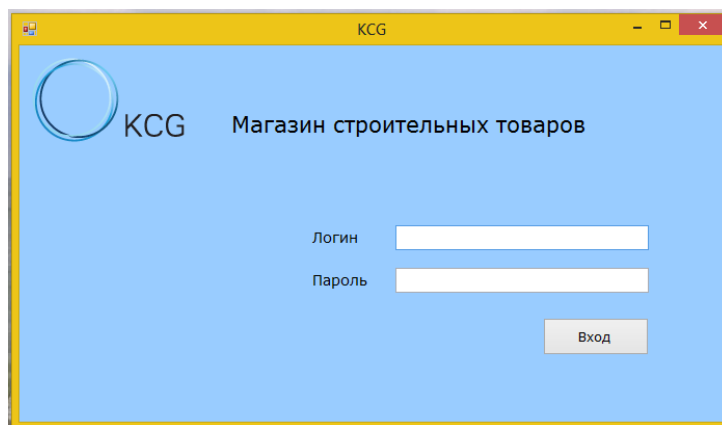 KCG
KCG
Магазин строительных товаров
Логин
Пароль
Вход